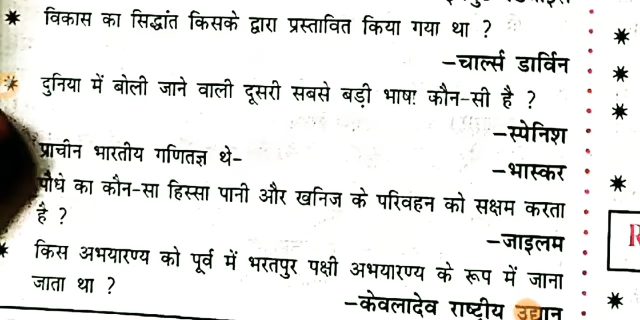 विकास का सिद्धांत किसके द्वारा प्रस्तावित किया गया था ?
–चार्ल्स डार्विन
दुनिया में बोली जाने वाली दूसरी सबसे बड़ी भाषा कौन-सी है ?
–स्पेनिश
प्राचीन भारतीय गणितज्ञ थे–
–भास्कर
पौधे का कौन-सा हिस्सा पानी और खनिज के परिवहन को सक्षम करता
है ?
–जाइलम
किस अभयारण्य को पूर्व में भरतपुर पक्षी अभयारण्य के रूप में जाना
जाता था ?
–केवलादेव राष्ट्रीय उद्यान